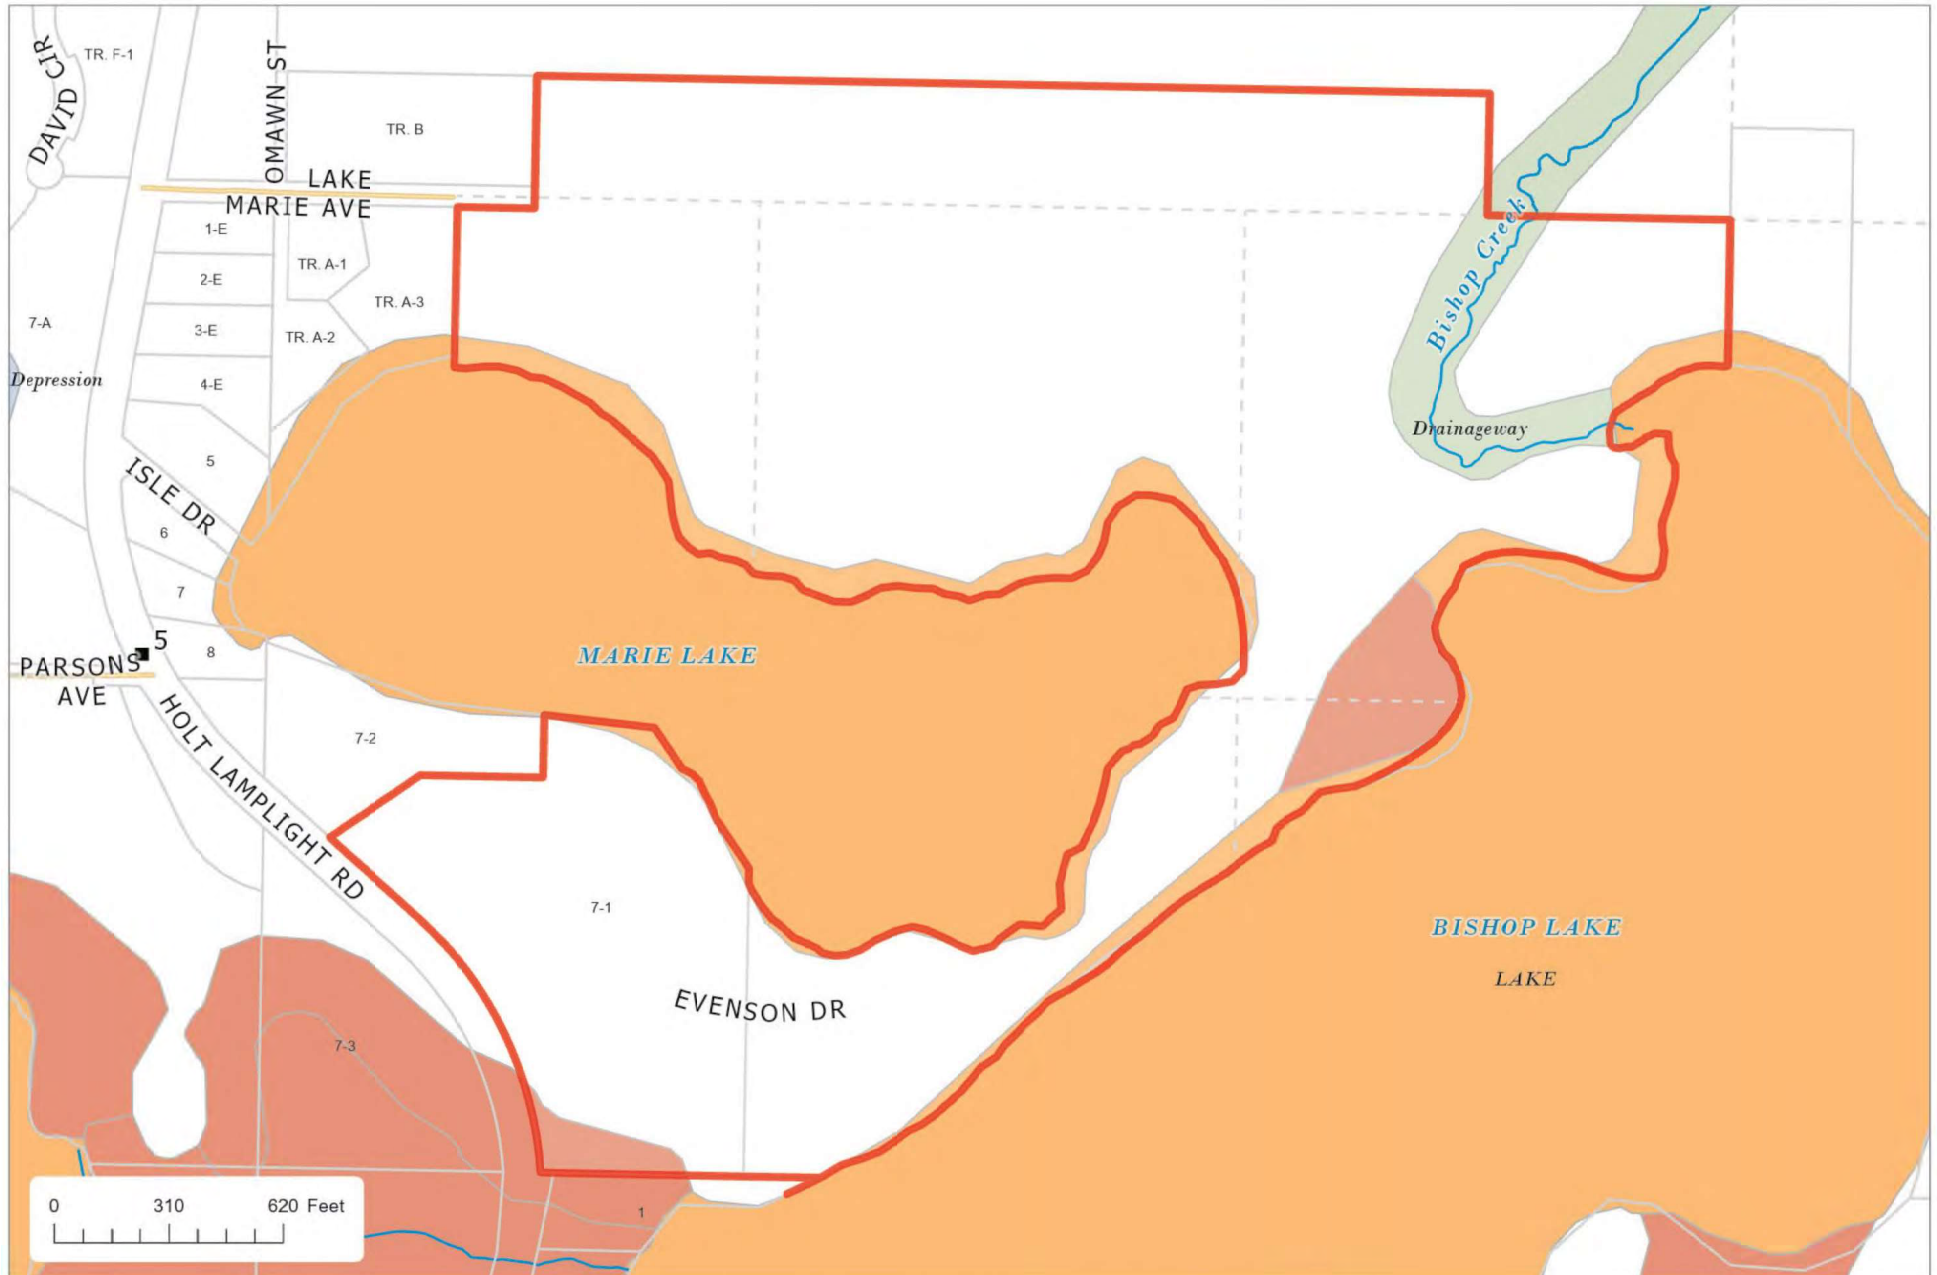 DAVID CIR
TR. F-1
OMAWN ST
TR. B
LAKE
MARIE AVE
1-E
TR. A-1
2-E
TR. A-3
7-A
3-E
TR. A-2
Depression
4-E
Bishop Creek
Drainageway
5
ISLE DR
6
7
5
8
PARSONS
AVE
MARIE LAKE
HOLT LAMPLIGHT RD
7-2
7-1
BISHOP LAKE
LAKE
EVENSON DR
7-3
1
0 310 620 Feet